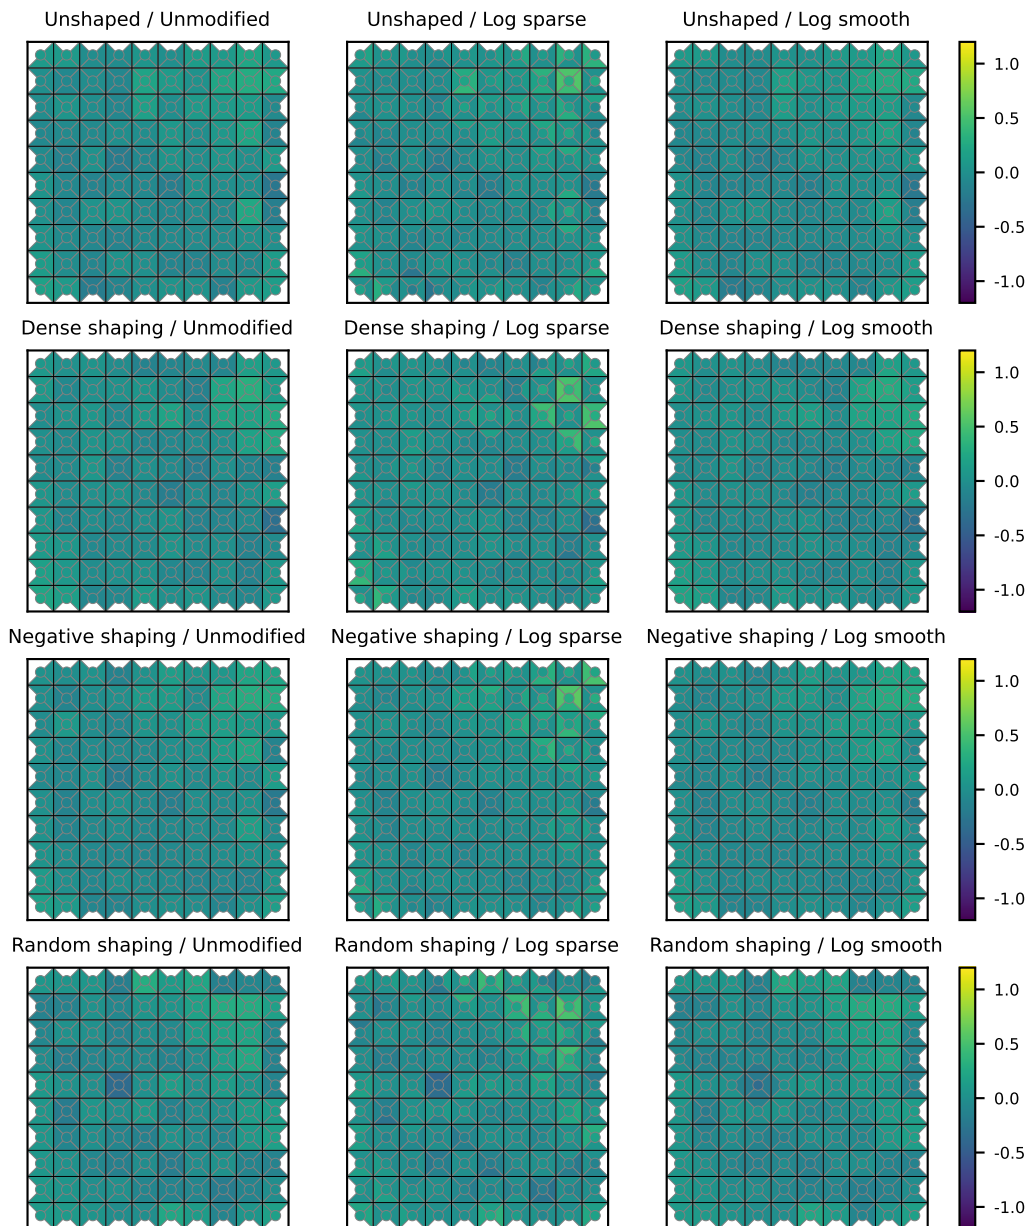 Unshaped / Unmodified
Unshaped / Log sparse
Unshaped / Log smooth
1.0
0.5
0.0
-0.5
-1.0
Dense shaping / Unmodified
Dense shaping / Log sparse
Dense shaping / Log smooth
1.0
0.5
0.0
-0.5
-1.0
Negative shaping / Unmodified
Negative shaping / Log sparse
Negative shaping / Log smooth
1.0
0.5
0.0
-0.5
-1.0
Random shaping / Unmodified
Random shaping / Log sparse
Random shaping / Log smooth
1.0
0.5
0.0
-0.5
-1.0